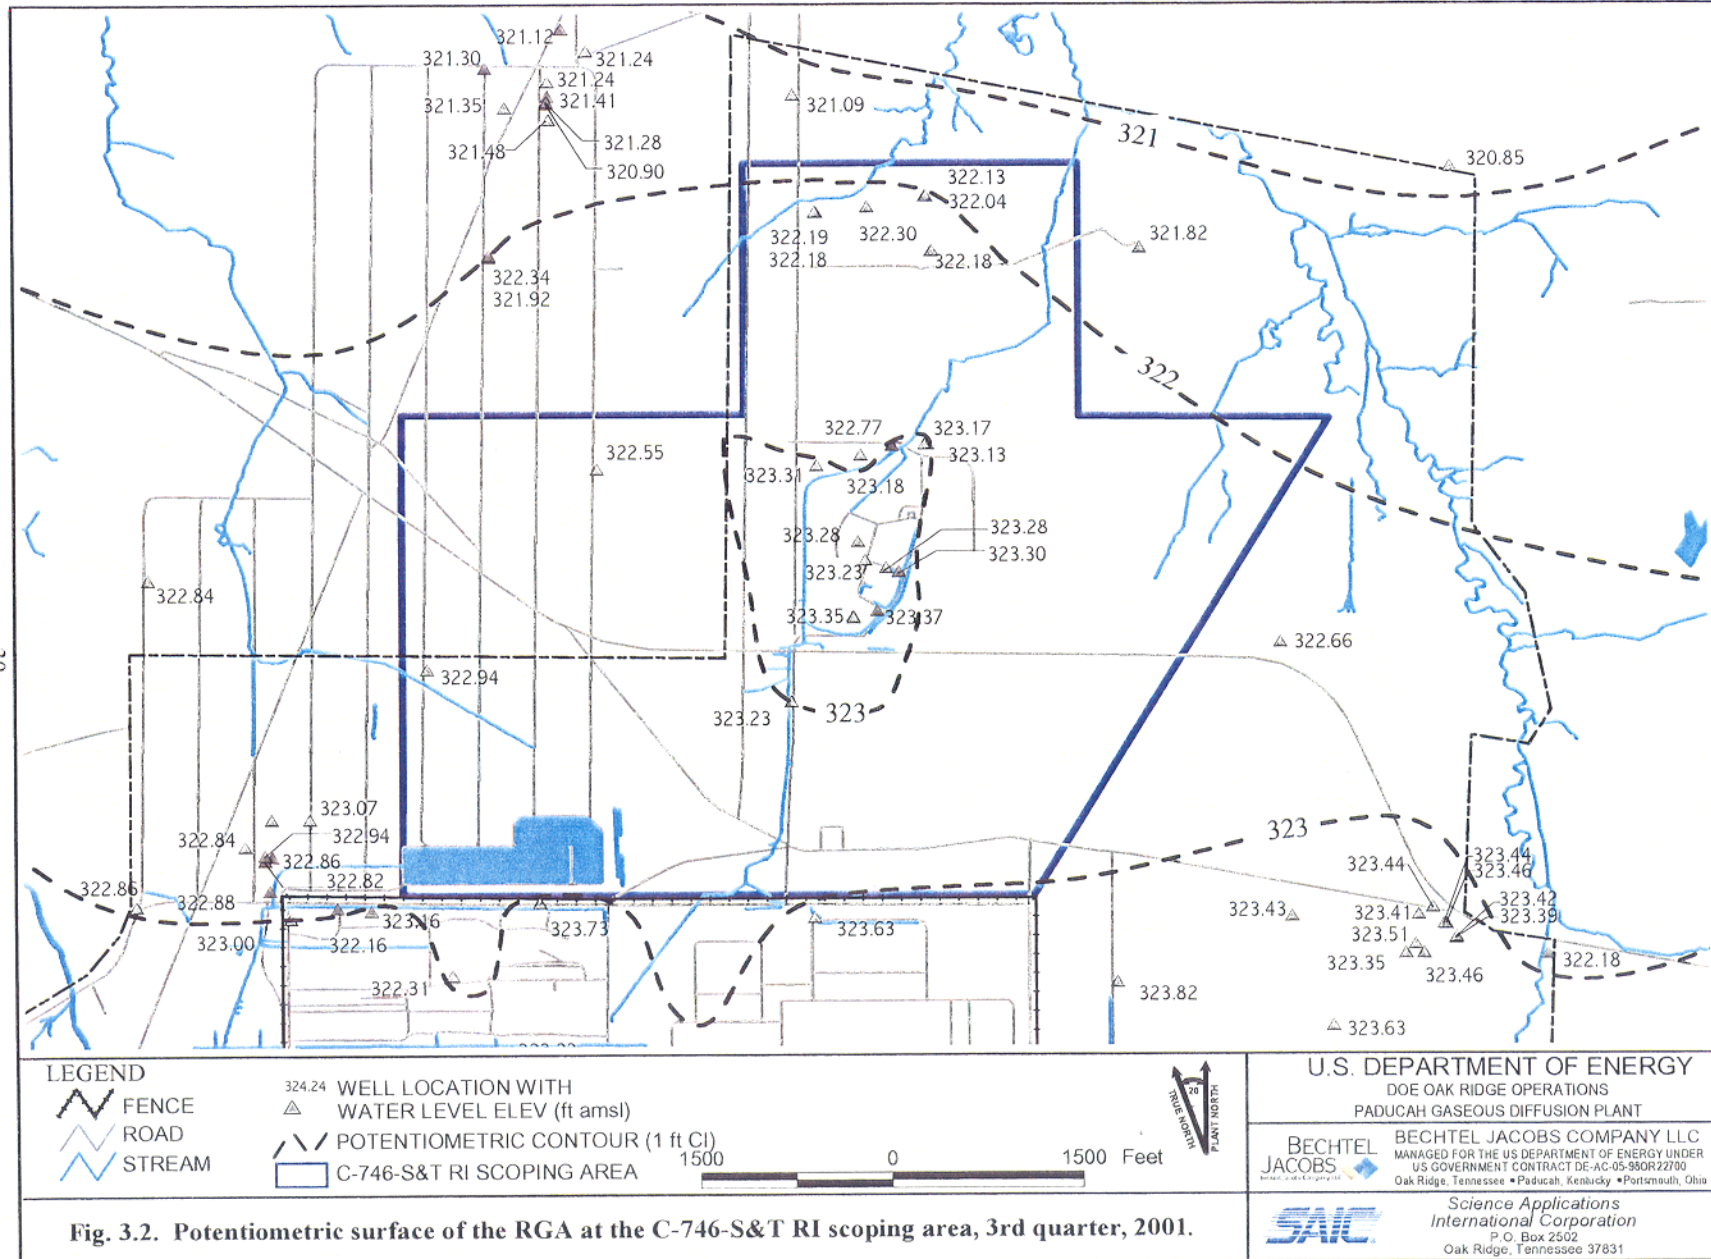 321.12
321.24
321.30
321.24
321.35
321.41
321.09
321.28
321.48
320.90
321
320.85
322.13
322.04
322.19
322.30
321.82
322.18
322.18
322.34
321.92
322
322.77
323.17
323.13
322.55
323.31
323.18
323.28
323.28
323.30
323.23
322.84
323.35
323.37
322.66
322.94
323.23
323
323.07
322.84
322.94
322.86
322.82
322.86
322.88
323.00
322.16
323.16
322.31
323.73
323.63
323
323.44
323.44
323.46
323.43
323.41
323.42
323.39
323.51
323.35
323.46
322.18
323.82
323.63
LEGEND
FENCE
ROAD
STREAM
324.24 WELL LOCATION WITH
WATER LEVEL ELEV (ft amsl)
POTENTIOMETRIC CONTOUR (1 ft CI)
C-746-S&T RI SCOPING AREA
1500 0 1500 Feet
20
TRUE NORTH
PLANT NORTH
U.S. DEPARTMENT OF ENERGY
DOE OAK RIDGE OPERATIONS
PADUCAH GASEOUS DIFFUSION PLANT
BECHTEL
JACOBS
BECHTEL JACOBS COMPANY LLC
MANAGED FOR THE US DEPARTMENT OF ENERGY UNDER
US GOVERNMENT CONTRACT DE-AC-05-98OR22700
Oak Ridge, Tennessee • Paducah, Kentucky • Portsmouth, Ohio
SAIC
Science Applications
International Corporation
P.O. Box 2502
Oak Ridge, Tennessee 37831
Fig. 3.2. Potentiometric surface of the RGA at the C-746-S&T RI scoping area, 3rd quarter, 2001.